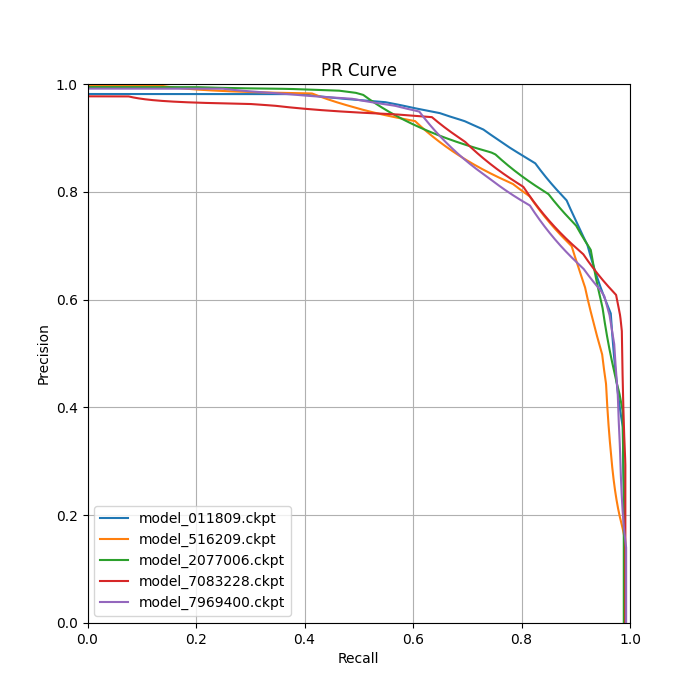 PR Curve
1.0
0.8
0.6
0.4
0.2
0.0
Precision
model_011809.ckpt
model_516209.ckpt
model_2077006.ckpt
model_7083228.ckpt
model_7969400.ckpt
0.0 0.2 0.4 0.6 0.8 1.0
Recall